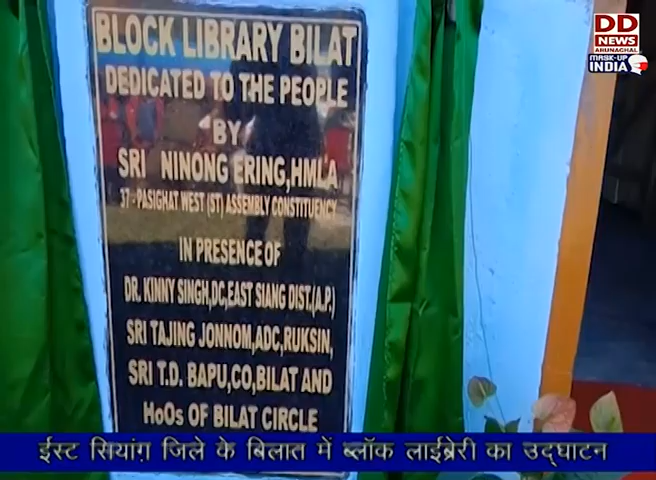 BLOCK LIBRARY BILAT
DEDICATED TO THE PEOPLE
BY
SRI NINONG ERING, HMLA
37-PASIGHAT WEST (ST) ASSEMBLY CONSTITUENCY
IN PRESENCE OF
DR. KINNY SINGH, DC, EAST SIANG DIST. (A.P.)
SRI TAJING JONNOM, ADC, RUKSIN,
SRI T.D. BAPU, CO, BILAT AND
HoOs OF BILAT CIRCLE
DD
NEWS
ARUNACHAL
MASK-UP
INDIA
ईस्ट सियांग जिले के बिलात में ब्लॉक लाईब्रेरी का उद्घाटन